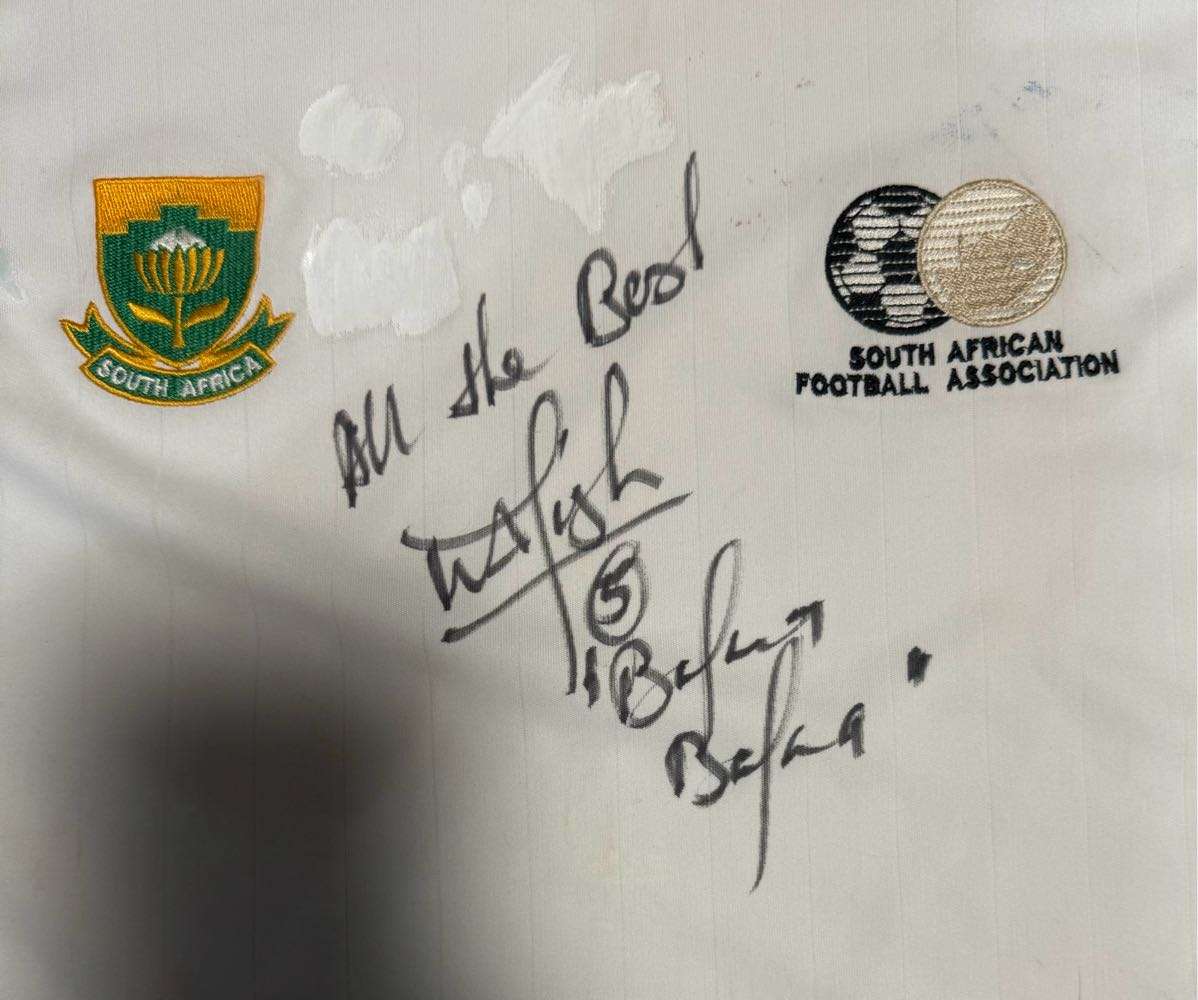 SOUTH AFRICA
SOUTH AFRICAN
FOOTBALL ASSOCIATION
All the Best
5
"Bafana
Bafana"